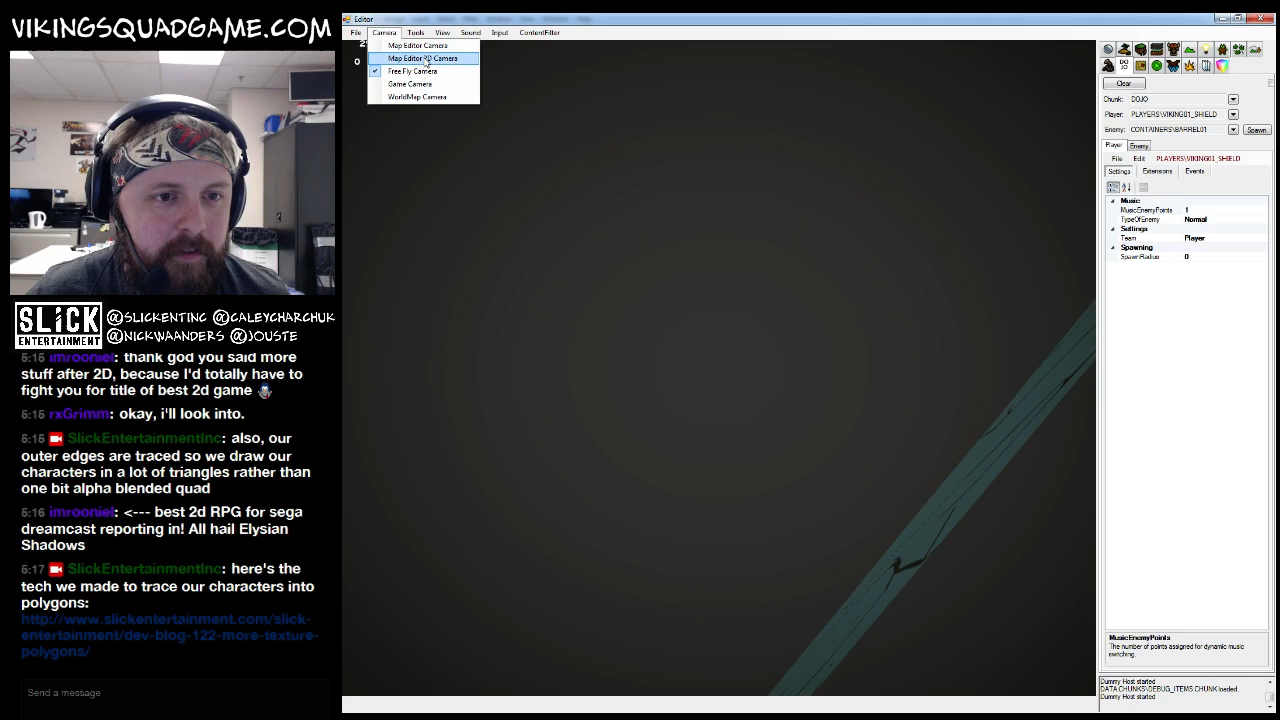 VIKINGSQUADGAME.COM
SLiCK
ENTERTAINMENT
@SLICKENTINC @CALEYCHARCHUK
@NICKWAANDERS @JOUSTE
5:15 imrooniel: thank god you said more
stuff after 2D, because I'd totally have to
fight you for title of best 2d game
5:15 rxGrimm: okay, i'll look into.
5:15 SlickEntertainmentInc: also, our
outer edges are traced so we draw our
characters in a lot of triangles rather than
one bit alpha blended quad
5:16 imrooniel: <--- best 2d RPG for sega
dreamcast reporting in! All hail Elysian
Shadows
5:17 SlickEntertainmentInc: here's the
tech we made to trace our characters into
polygons:
http://www.slickentertainment.com/slick-
entertainment/dev-blog-122-more-texture-
polygons/
Send a message
Editor
File Camera Tools View Sound Input ContentFilter
Map Editor Camera
Map Editor 2D Camera
Free Fly Camera
Game Camera
WorldMap Camera
0
Clear
Chunk: DOJO
Player: PLAYERS\VIKING01_SHIELD
Enemy: CONTAINERS\BARREL01 Spawn
Player Enemy
File Edit PLAYERS\VIKING01_SHIELD
Settings Extensions Events
Music
MusicEnemyPoints 1
TypeOfEnemy Normal
Settings
Team Player
Spawning
SpawnRadius 0
MusicEnemyPoints
The number of points assigned for dynamic music
switching.
Dummy Host started
DATA:CHUNKS\DEBUG_ITEMS.CHUNK loaded.
Dummy Host started